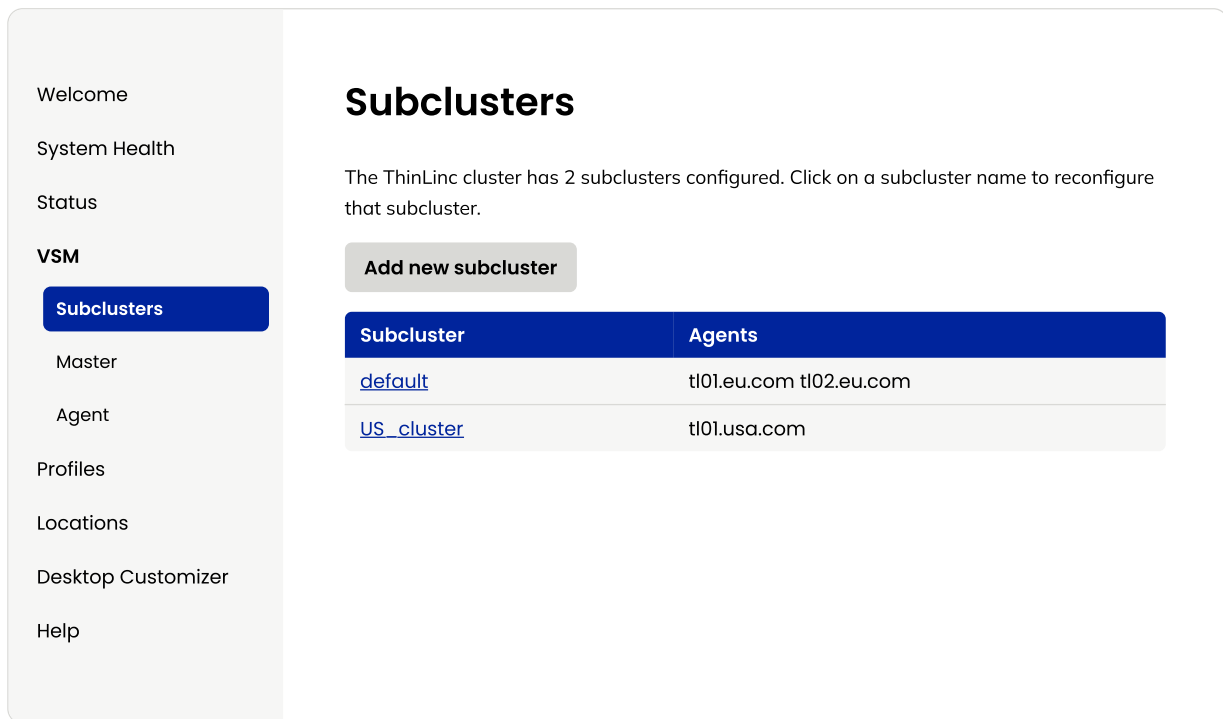 Welcome
System Health
Status
VSM
Subclusters
Master
Agent
Profiles
Locations
Desktop Customizer
Help
Subclusters
The ThinLinc cluster has 2 subclusters configured. Click on a subcluster name to reconfigure
that subcluster.
Add new subcluster
Subcluster Agents
default tl01.eu.com tl02.eu.com
US_cluster tl01.usa.com